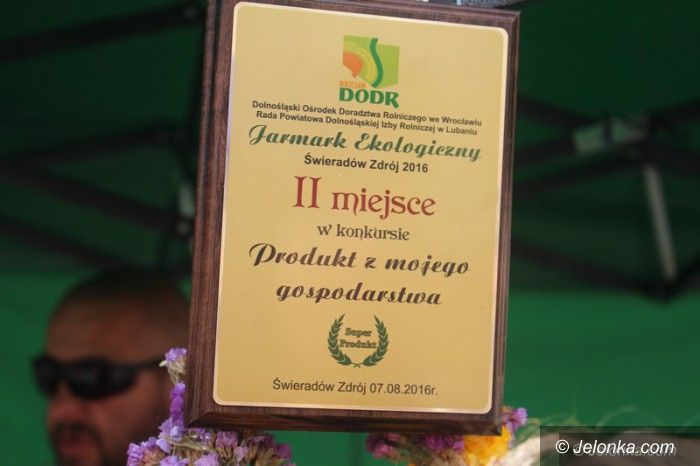 WROCŁAW
DODR
Dolnośląski Ośrodek Doradztwa Rolniczego we Wrocławiu
Rada Powiatowa Dolnośląskiej Izby Rolniczej w Lubaniu
Jarmark Ekologiczny
Świeradów Zdrój 2016
II miejsce
w konkursie
Produkt z mojego
gospodarstwa
Super
Produkt
Świeradów Zdrój 07.08.2016r.
© Jelonka.com